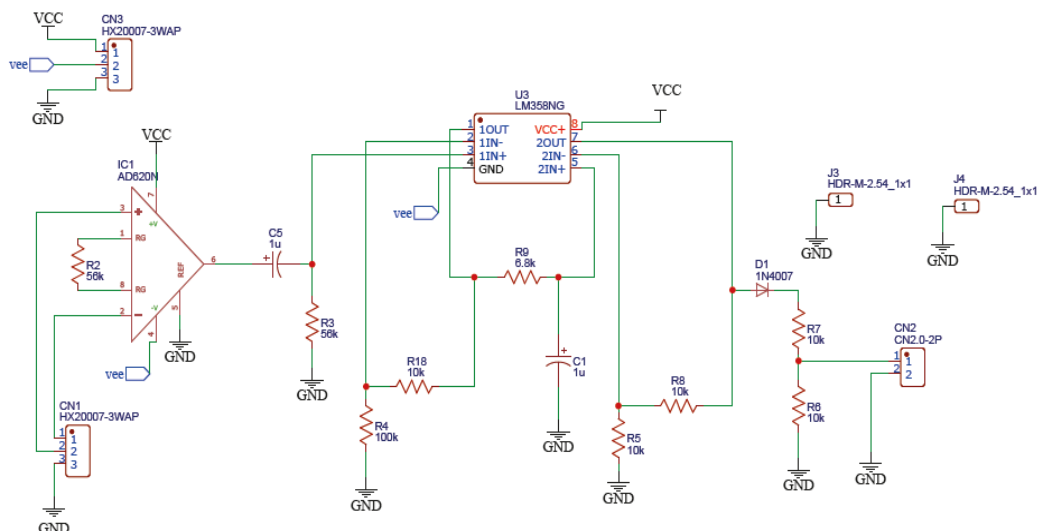 CN3
HX20007-3WAP
VCC
1 1
vee
2 2
3 3
GND
U3
LM358NG
VCC
1 1OUT VCC+ 8
2 1IN- 2OUT 7
3 1IN+ 2IN- 6
4 GND 2IN+ 5
vee
VCC
IC1
AD620N
7
+V
3
1 RG
R2
56k
8 RG
2
REF
6
-V
4
5
GND
vee
C5
1u
R3
56k
GND
R9
6.8k
C1
1u
GND
R18
10k
R4
100k
GND
R8
10k
R5
10k
GND
D1
1N4007
R7
10k
R6
10k
GND
CN2
CN2.0-2P
1 1
2 2
GND
J3
HDR-M-2.54_1x1
1
GND
J4
HDR-M-2.54_1x1
1
GND
CN1
HX20007-3WAP
1 1
2 2
3 3
GND